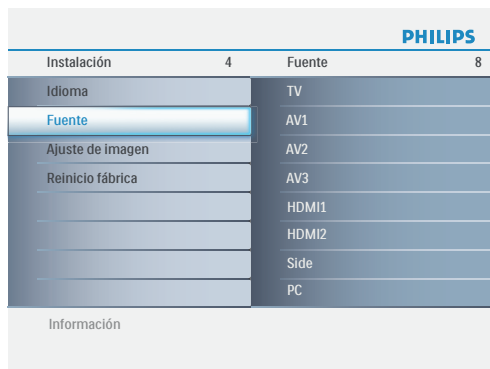 PHILIPS
Instalación 4 Fuente 8
Idioma TV
Fuente AV1
Ajuste de imagen AV2
Reinicio fábrica AV3
HDMI1
HDMI2
Side
PC
Información